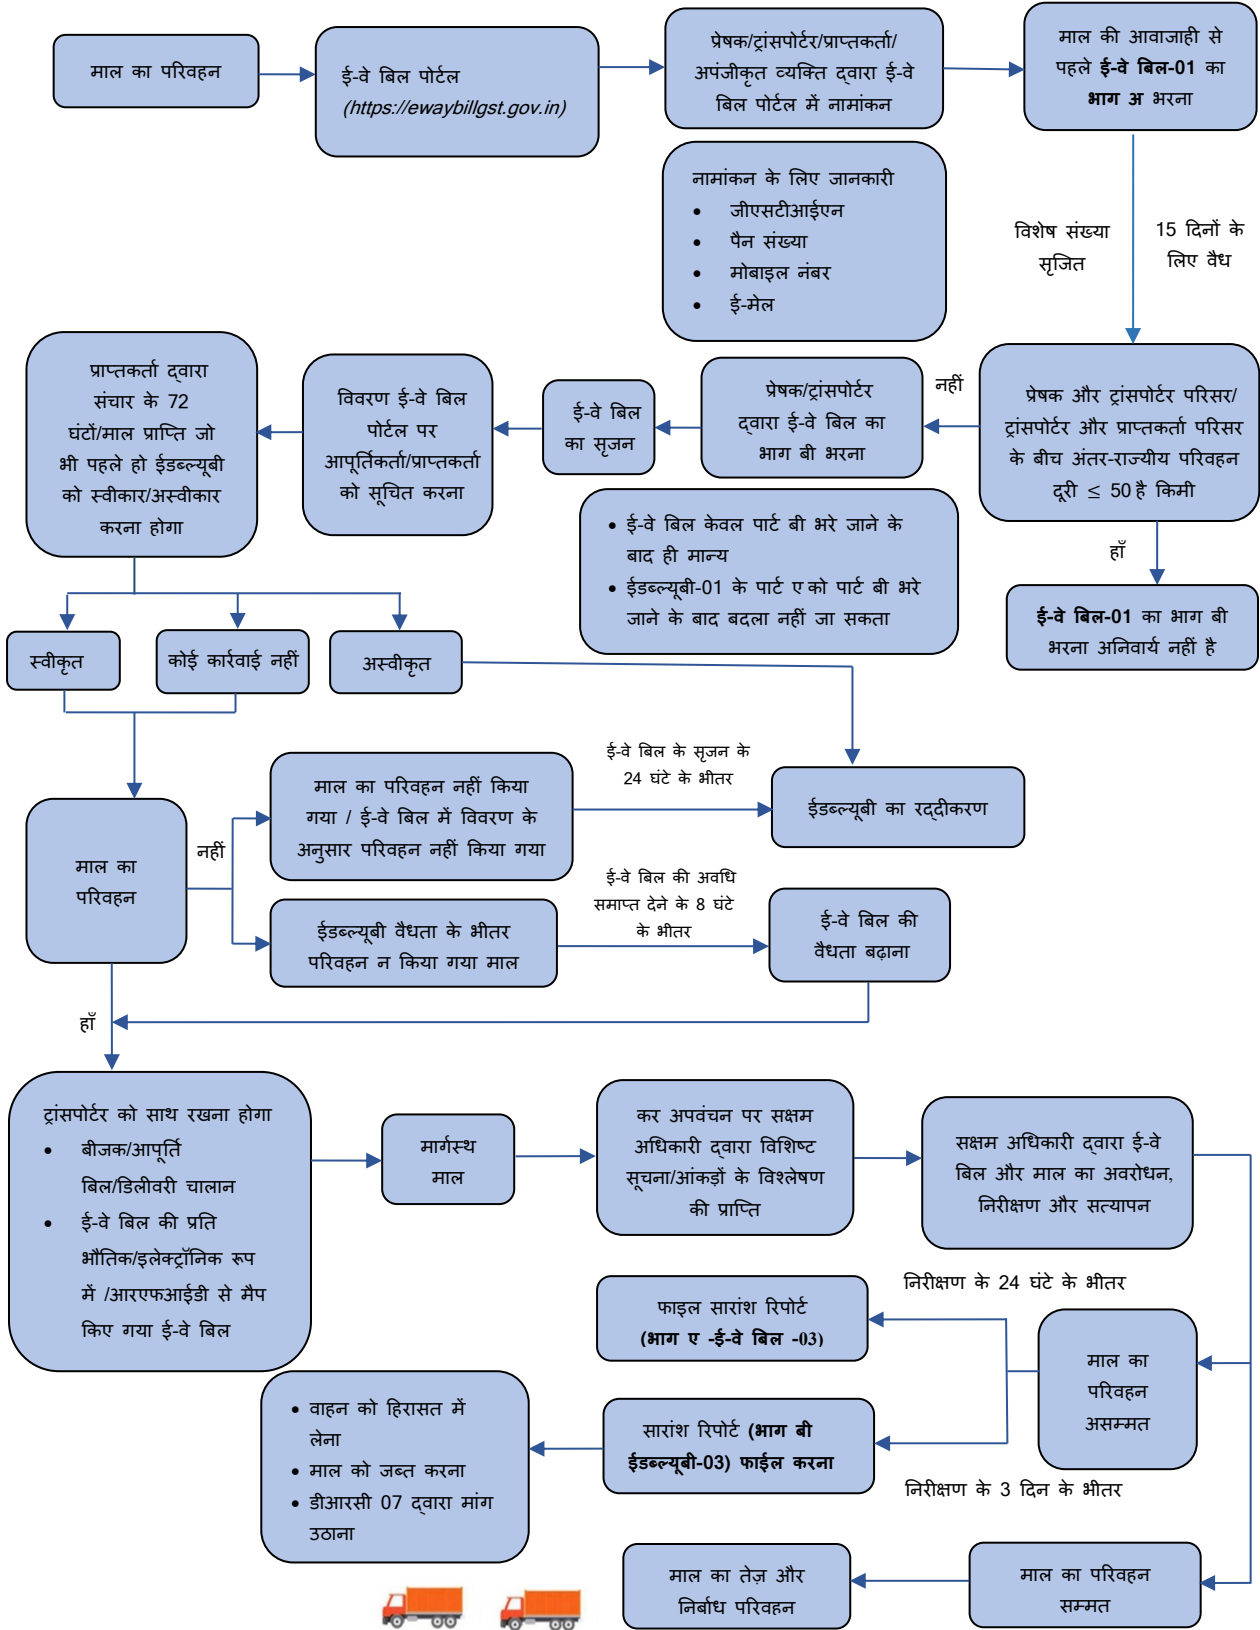 माल का परिवहन
ई-वे बिल पोर्टल
(https://ewaybillgst.gov.in)
प्रेषक/ट्रांसपोर्टर/प्राप्तकर्ता/
अपंजीकृत व्यक्ति द्वारा ई-वे
बिल पोर्टल में नामांकन
माल की आवाजाही से
पहले ई-वे बिल-01 का
भाग अ भरना
नामांकन के लिए जानकारी
• जीएसटीआईएन
• पैन संख्या
• मोबाइल नंबर
• ई-मेल
विशेष संख्या
सृजित
15 दिनों के
लिए वैध
प्रेषक और ट्रांसपोर्टर परिसर/
ट्रांसपोर्टर और प्राप्तकर्ता परिसर
के बीच अंतर-राज्यीय परिवहन
दूरी ≤ 50 है किमी
नहीं
प्रेषक/ट्रांसपोर्टर
द्वारा ई-वे बिल का
भाग बी भरना
ई-वे बिल
का सृजन
विवरण ई-वे बिल
पोर्टल पर
आपूर्तिकर्ता/प्राप्तकर्ता
को सूचित करना
प्राप्तकर्ता द्वारा
संचार के 72
घंटों/माल प्राप्ति जो
भी पहले हो ईडब्ल्यूबी
को स्वीकार/अस्वीकार
करना होगा
• ई-वे बिल केवल पार्ट बी भरे जाने के
बाद ही मान्य
• ईडब्ल्यूबी-01 के पार्ट ए को पार्ट बी भरे
जाने के बाद बदला नहीं जा सकता
हाँ
ई-वे बिल-01 का भाग बी
भरना अनिवार्य नहीं है
स्वीकृत
कोई कार्रवाई नहीं
अस्वीकृत
माल का
परिवहन
नहीं
माल का परिवहन नहीं किया
गया / ई-वे बिल में विवरण के
अनुसार परिवहन नहीं किया गया
ई-वे बिल के सृजन के
24 घंटे के भीतर
ईडब्ल्यूबी का रद्दीकरण
ईडब्ल्यूबी वैधता के भीतर
परिवहन न किया गया माल
ई-वे बिल की अवधि
समाप्त देने के 8 घंटे
के भीतर
ई-वे बिल की
वैधता बढ़ाना
हाँ
ट्रांसपोर्टर को साथ रखना होगा
• बीजक/आपूर्ति
बिल/डिलीवरी चालान
• ई-वे बिल की प्रति
भौतिक/इलेक्ट्रॉनिक रूप
में /आरएफआईडी से मैप
किए गया ई-वे बिल
मार्गस्थ
माल
कर अपवंचन पर सक्षम
अधिकारी द्वारा विशिष्ट
सूचना/आंकड़ों के विश्लेषण
की प्राप्ति
सक्षम अधिकारी द्वारा ई-वे
बिल और माल का अवरोधन,
निरीक्षण और सत्यापन
निरीक्षण के 24 घंटे के भीतर
फाइल सारांश रिपोर्ट
(भाग ए -ई-वे बिल -03)
माल का
परिवहन
असम्मत
सारांश रिपोर्ट (भाग बी
ईडब्ल्यूबी-03) फाईल करना
निरीक्षण के 3 दिन के भीतर
• वाहन को हिरासत में
लेना
• माल को जब्त करना
• डीआरसी 07 द्वारा मांग
उठाना
माल का परिवहन
सम्मत
माल का तेज़ और
निर्बाध परिवहन